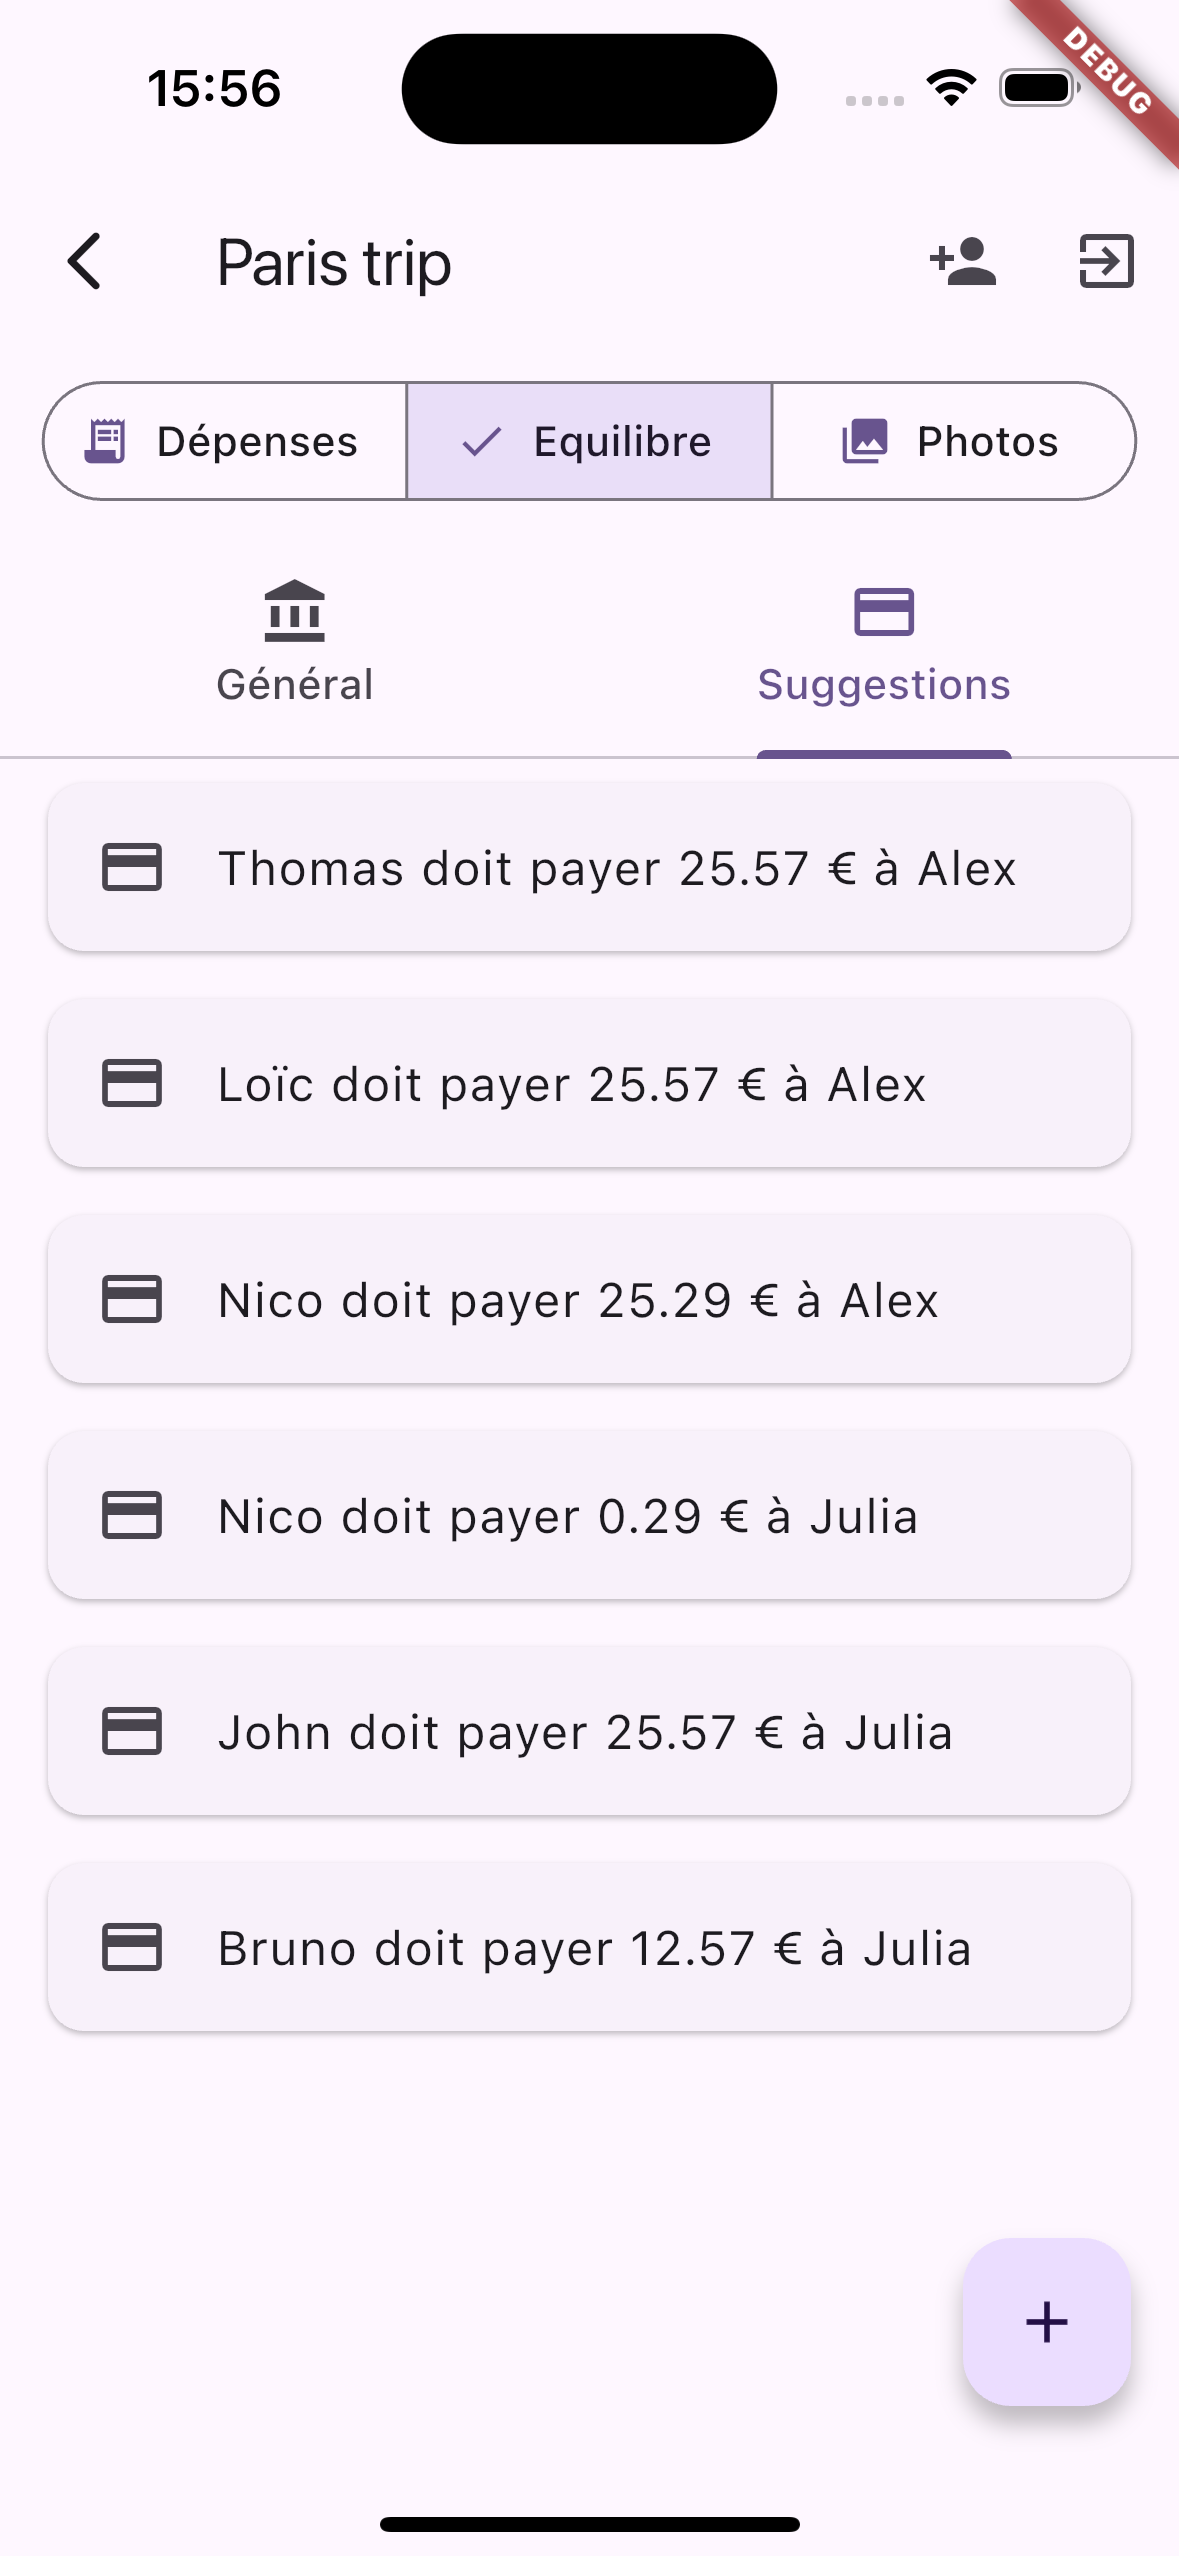 15:56
DEBUG
Paris trip
Dépenses
Equilibre
Photos
Général
Suggestions
Thomas doit payer 25.57 € à Alex
Loïc doit payer 25.57 € à Alex
Nico doit payer 25.29 € à Alex
Nico doit payer 0.29 € à Julia
John doit payer 25.57 € à Julia
Bruno doit payer 12.57 € à Julia